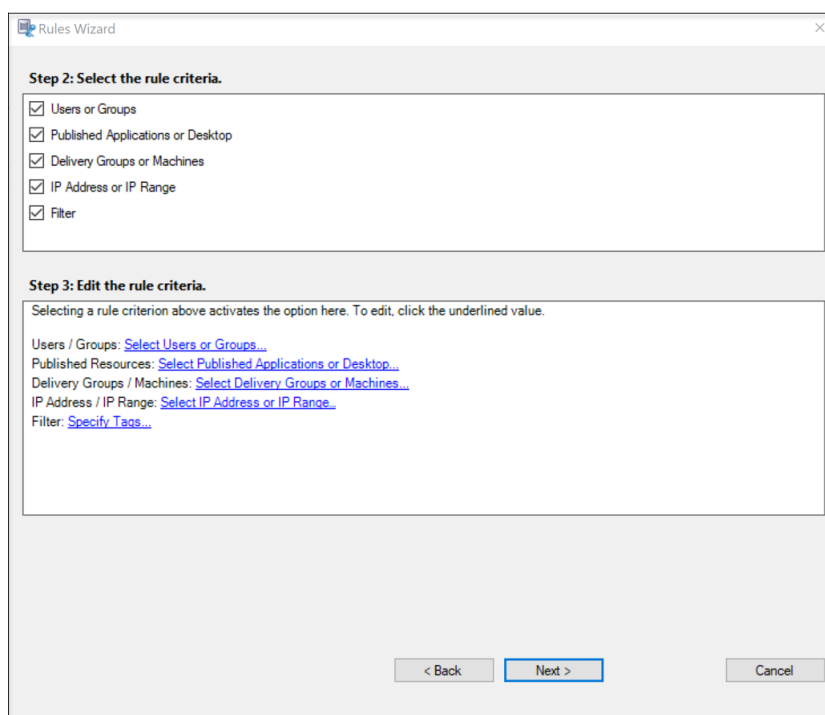 Rules Wizard
Step 2: Select the rule criteria.
Users or Groups
Published Applications or Desktop
Delivery Groups or Machines
IP Address or IP Range
Filter
Step 3: Edit the rule criteria.
Selecting a rule criterion above activates the option here. To edit, click the underlined value.
Users / Groups: Select Users or Groups...
Published Resources: Select Published Applications or Desktop...
Delivery Groups / Machines: Select Delivery Groups or Machines...
IP Address / IP Range: Select IP Address or IP Range..
Filter: Specify Tags...
< Back Next > Cancel